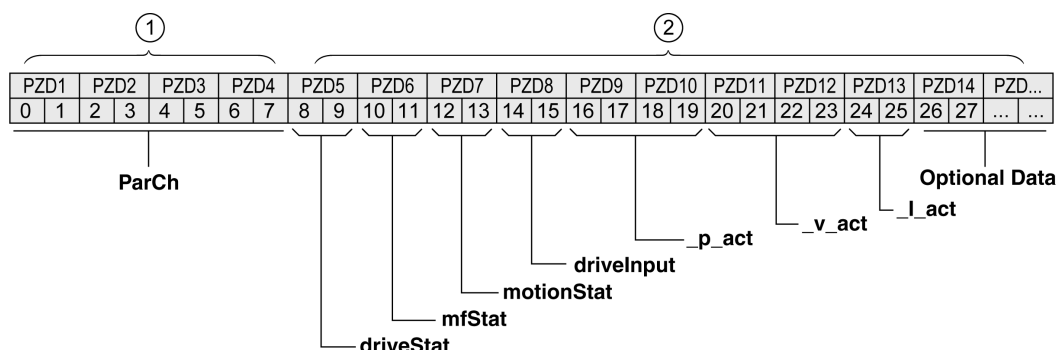 ① ②
PZD1 PZD2 PZD3 PZD4 PZD5 PZD6 PZD7 PZD8 PZD9 PZD10 PZD11 PZD12 PZD13 PZD14 PZD...
0 1 2 3 4 5 6 7 8 9 10 11 12 13 14 15 16 17 18 19 20 21 22 23 24 25 26 27 ... ...
ParCh
Optional Data
_I_act
_v_act
_p_act
driveInput
motionStat
mfStat
driveStat